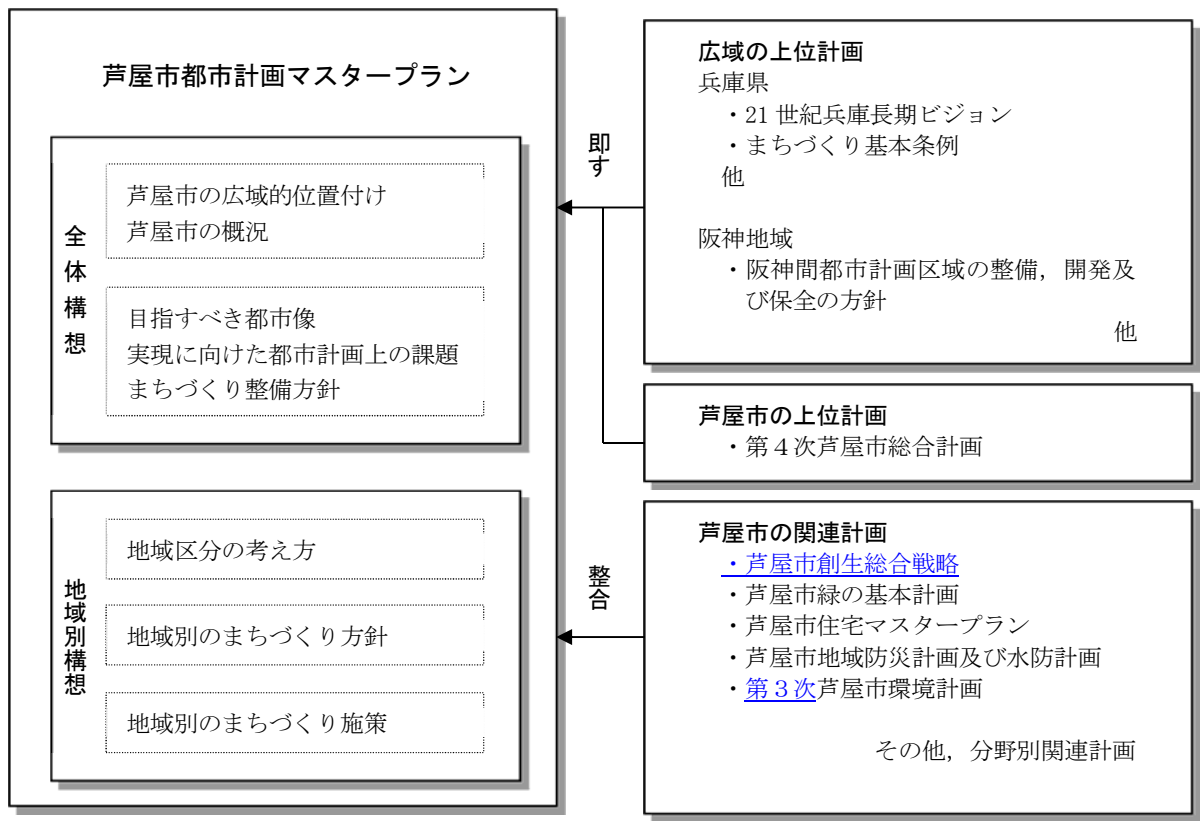 芦屋市都市計画マスタープラン
全体構想
芦屋市の広域的位置付け
芦屋市の概況
目指すべき都市像
実現に向けた都市計画上の課題
まちづくり整備方針
地域別構想
地域区分の考え方
地域別のまちづくり方針
地域別のまちづくり施策
即す
整合
広域の上位計画
兵庫県
・21 世紀兵庫長期ビジョン
・まちづくり基本条例
他
阪神地域
・阪神間都市計画区域の整備，開発及
び保全の方針
他
芦屋市の上位計画
・第４次芦屋市総合計画
芦屋市の関連計画
・芦屋市創生総合戦略
・芦屋市緑の基本計画
・芦屋市住宅マスタープラン
・芦屋市地域防災計画及び水防計画
・第３次芦屋市環境計画
その他，分野別関連計画